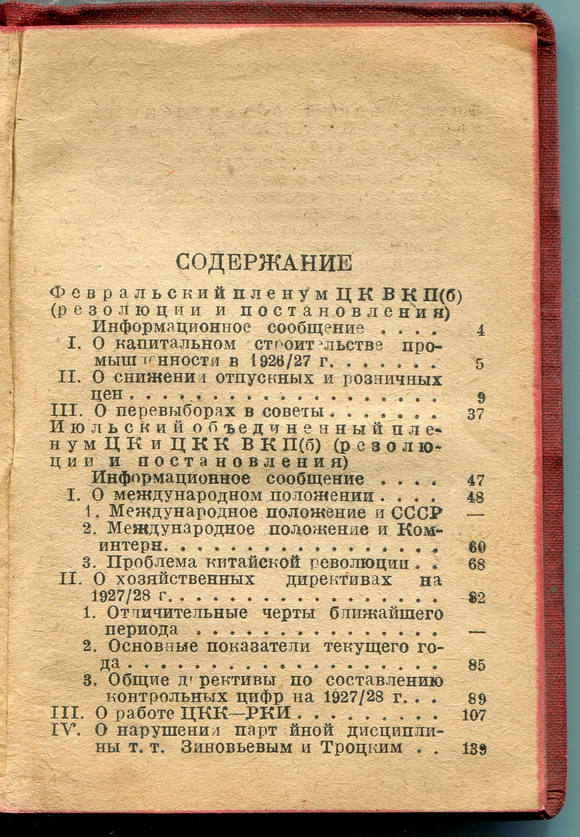 СОДЕРЖАНИЕ
Февральский пленум ЦК ВКП(б)
(резолюции и постановления)
Информационное сообщение . . . . 4
I. О капитальном строительстве про-
мышленности в 1926/27 г. . . . . . . . 5
II. О снижении отпускных и розничных
цен . . . . . . . . . . . . . . . . . . . 9
III. О перевыборах в советы . . . . . . . 37
Июльский объединенный пле-
нум ЦК и ЦКК ВКП(б) (резолю-
ции и постановления)
Информационное сообщение . . . . 47
I. О международном положении . . . . 48
1. Международное положение и СССР —
2. Международное положение и Ком-
интерн. . . . . . . . . . . . . . . . . 60
3. Проблема китайской революции . . 68
II. О хозяйственных директивах на
1927/28 г. . . . . . . . . . . . . . . . 82
1. Отличительные черты ближайшего
периода . . . . . . . . . . . . . . . —
2. Основные показатели текущего го-
да . . . . . . . . . . . . . . . . . . . 85
3. Общие директивы по составлению
контрольных цифр на 1927/28 г. . . 89
III. О работе ЦКК—РКИ . . . . . . . . . 107
IV. О нарушении партийной дисципли-
ны т. т. Зиновьевым и Троцким . . 139